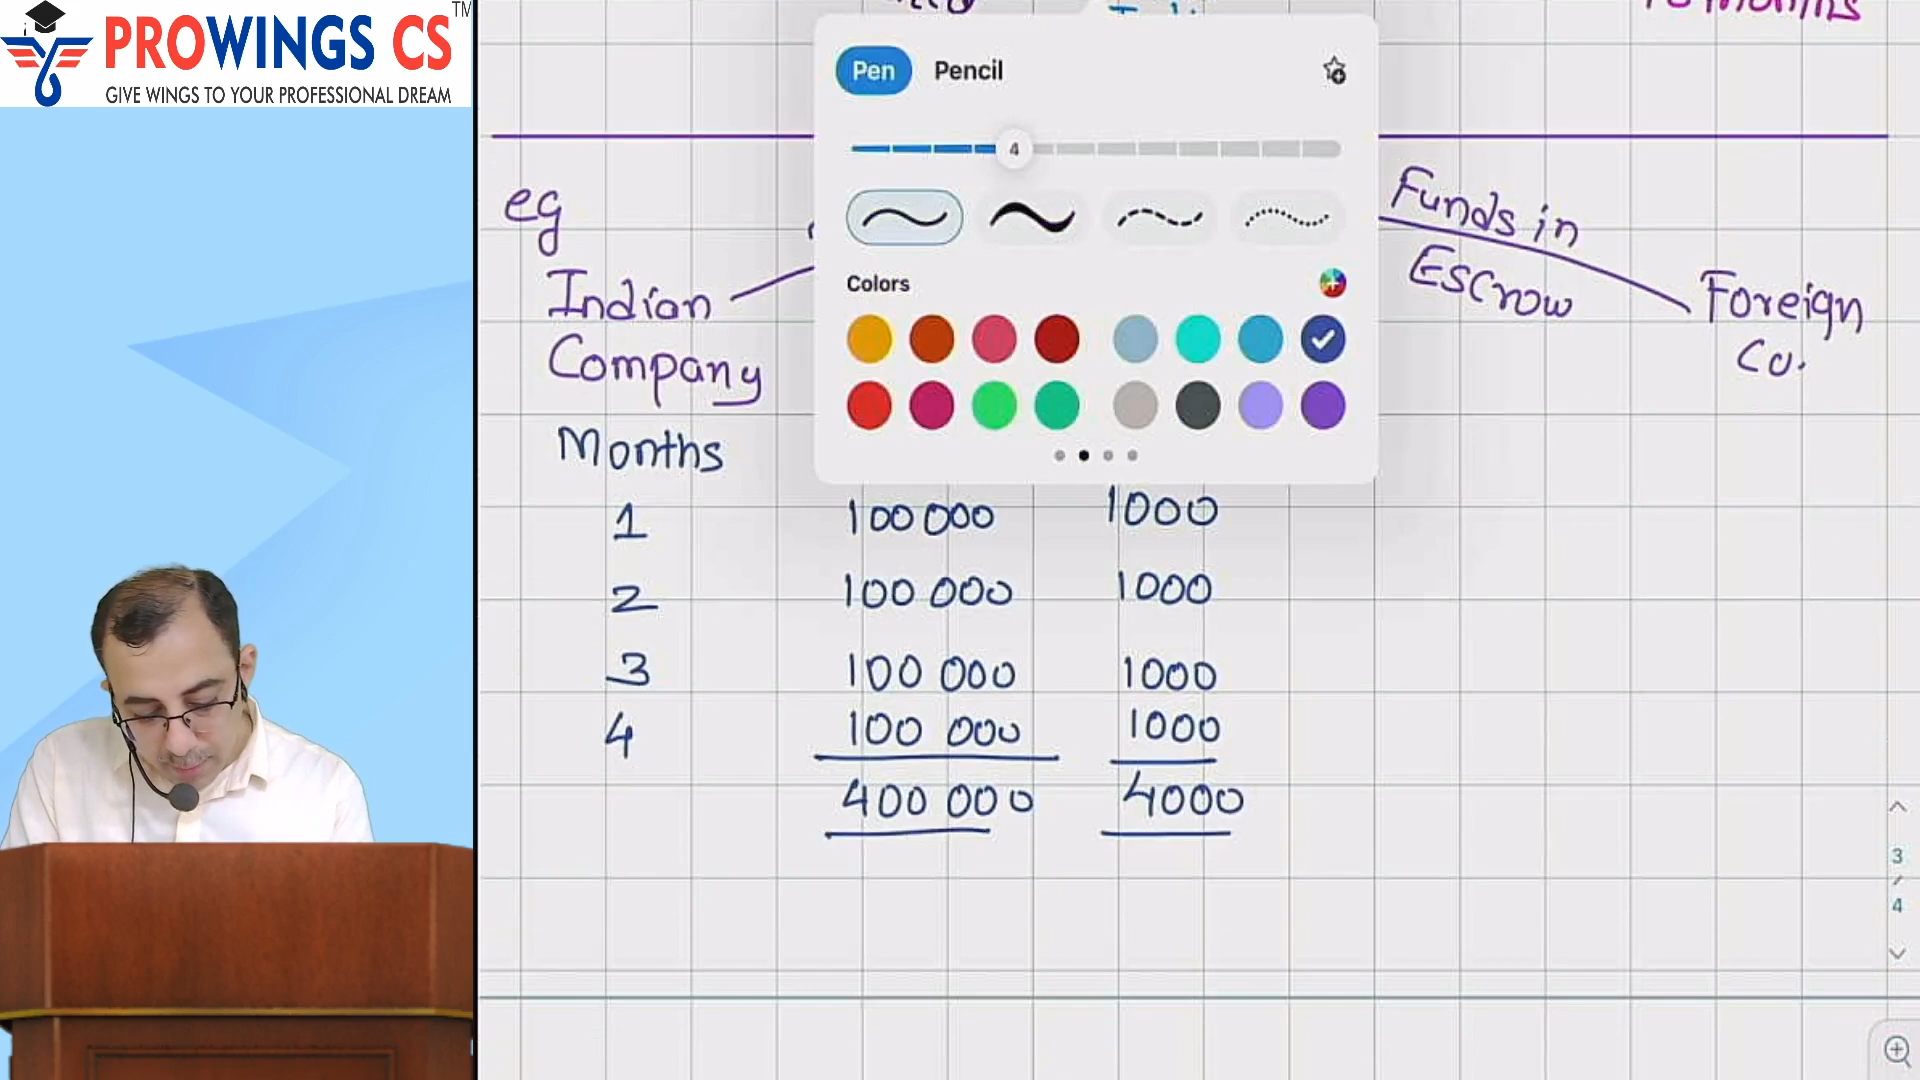 TM
PROWINGS CS
GIVE WINGS TO YOUR PROFESSIONAL DREAM
Pen Pencil
4
Colors
eg
Indian
Company
Funds in
Escrow
Foreign
Co.
Months
1 100 000 1000
2 100 000 1000
3 100 000 1000
4 100 000 1000
400 000 4000
3
4